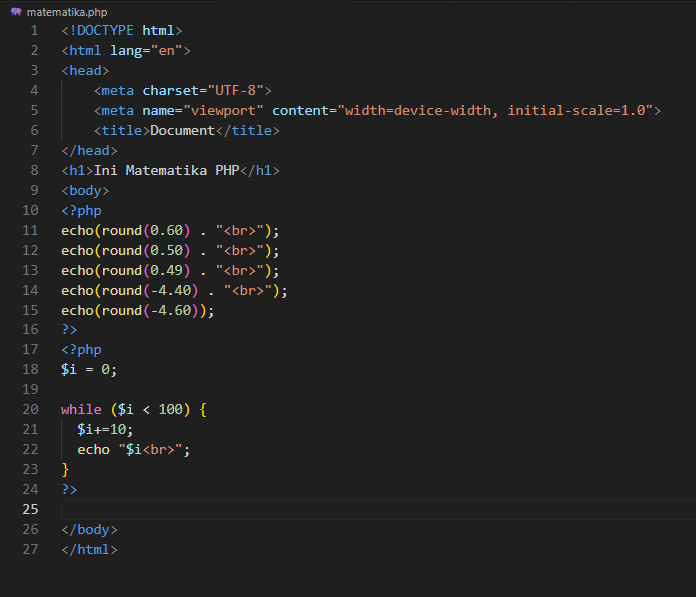 matematika.php
1 <!DOCTYPE html>
2 <html lang="en">
3 <head>
4     <meta charset="UTF-8">
5     <meta name="viewport" content="width=device-width, initial-scale=1.0">
6     <title>Document</title>
7 </head>
8 <h1>Ini Matematika PHP</h1>
9 <body>
10 <?php
11 echo(round(0.60) . "<br>");
12 echo(round(0.50) . "<br>");
13 echo(round(0.49) . "<br>");
14 echo(round(-4.40) . "<br>");
15 echo(round(-4.60));
16 ?>
17 <?php
18 $i = 0;
19
20 while ($i < 100) {
21   $i+=10;
22   echo "$i<br>";
23 }
24 ?>
25
26 </body>
27 </html>